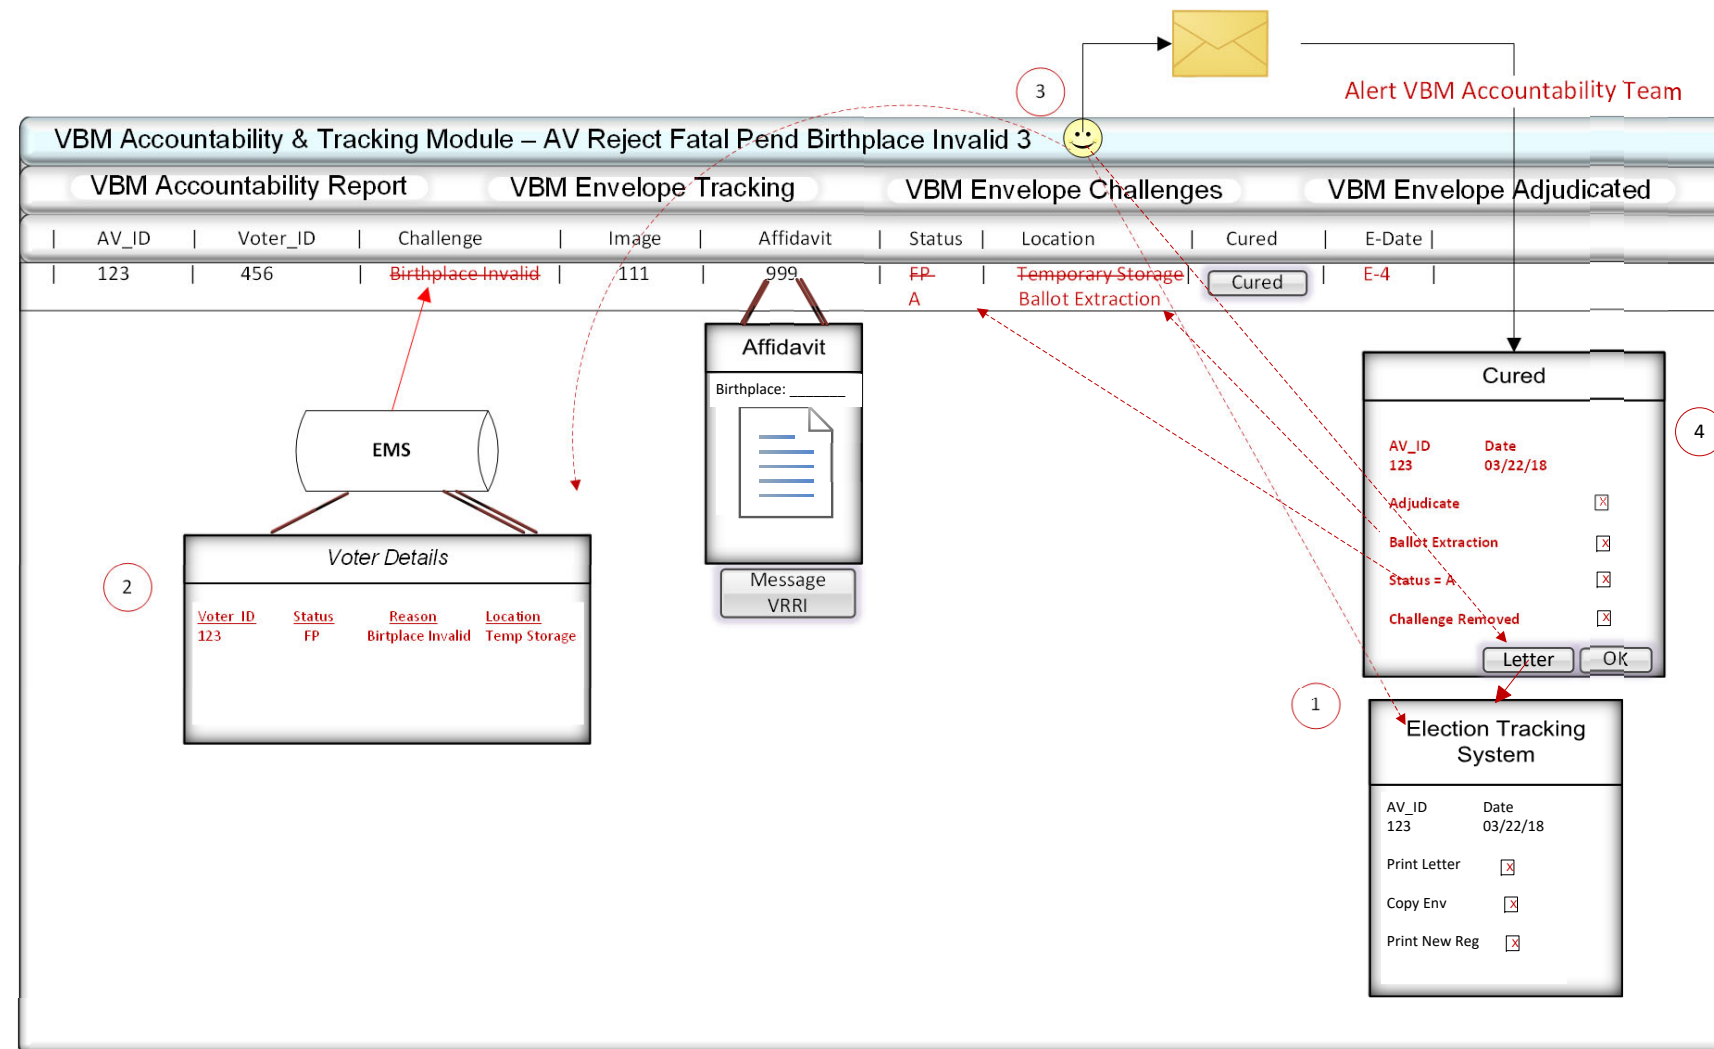 3
Alert VBM Accountability Team
VBM Accountability & Tracking Module – AV Reject Fatal Pend Birthplace Invalid 3
VBM Accountability Report VBM Envelope Tracking VBM Envelope Challenges VBM Envelope Adjudicated
| AV_ID | Voter_ID | Challenge | Image | Affidavit | Status | Location | Cured | E-Date |
| 123 | 456 | Birthplace Invalid | 111 | 999 | FP | Temporary Storage | Cured | E-4 |
A Ballot Extraction
Affidavit
Birthplace: _______
Message
VRRI
EMS
2
Voter Details
Voter_ID Status Reason Location
123 FP Birtplace Invalid Temp Storage
Cured
4
AV_ID Date
123 03/22/18
Adjudicate X
Ballot Extraction X
Status = A X
Challenge Removed X
Letter OK
1
Election Tracking
System
AV_ID Date
123 03/22/18
Print Letter X
Copy Env X
Print New Reg X